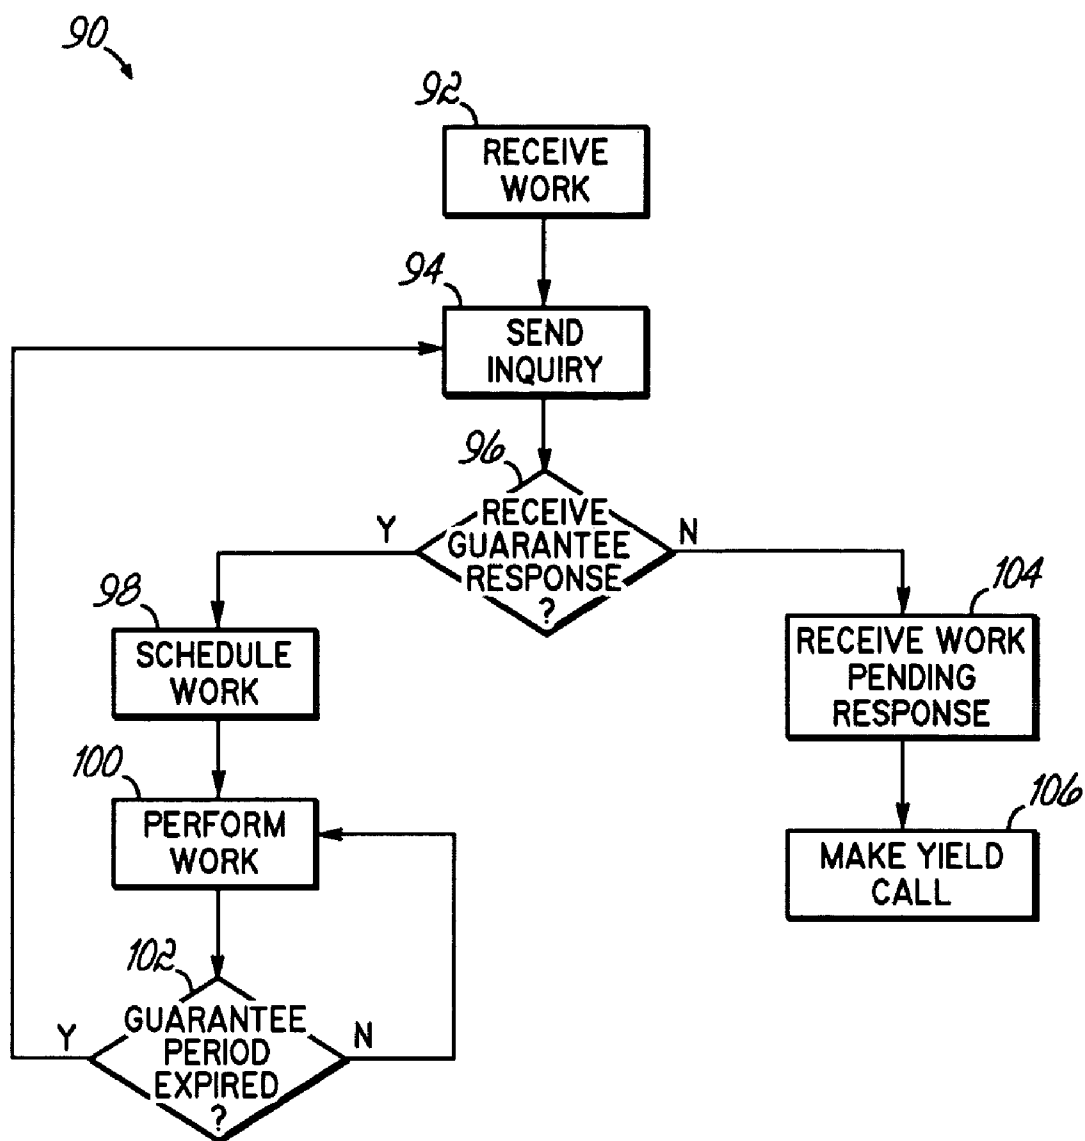 90
92
RECEIVE
WORK
94
SEND
INQUIRY
96
RECEIVE
GUARANTEE
RESPONSE
?
Y
N
98
SCHEDULE
WORK
104
RECEIVE WORK
PENDING
RESPONSE
100
PERFORM
WORK
106
MAKE YIELD
CALL
102
GUARANTEE
PERIOD
EXPIRED
?
Y
N